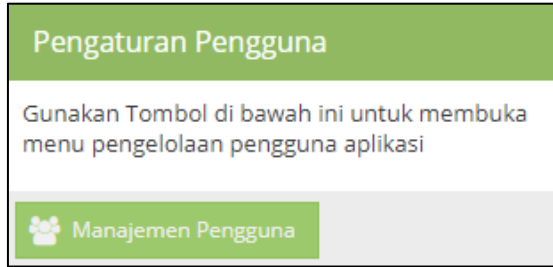 Pengaturan Pengguna
Gunakan Tombol di bawah ini untuk membuka
menu pengelolaan pengguna aplikasi
Manajemen Pengguna